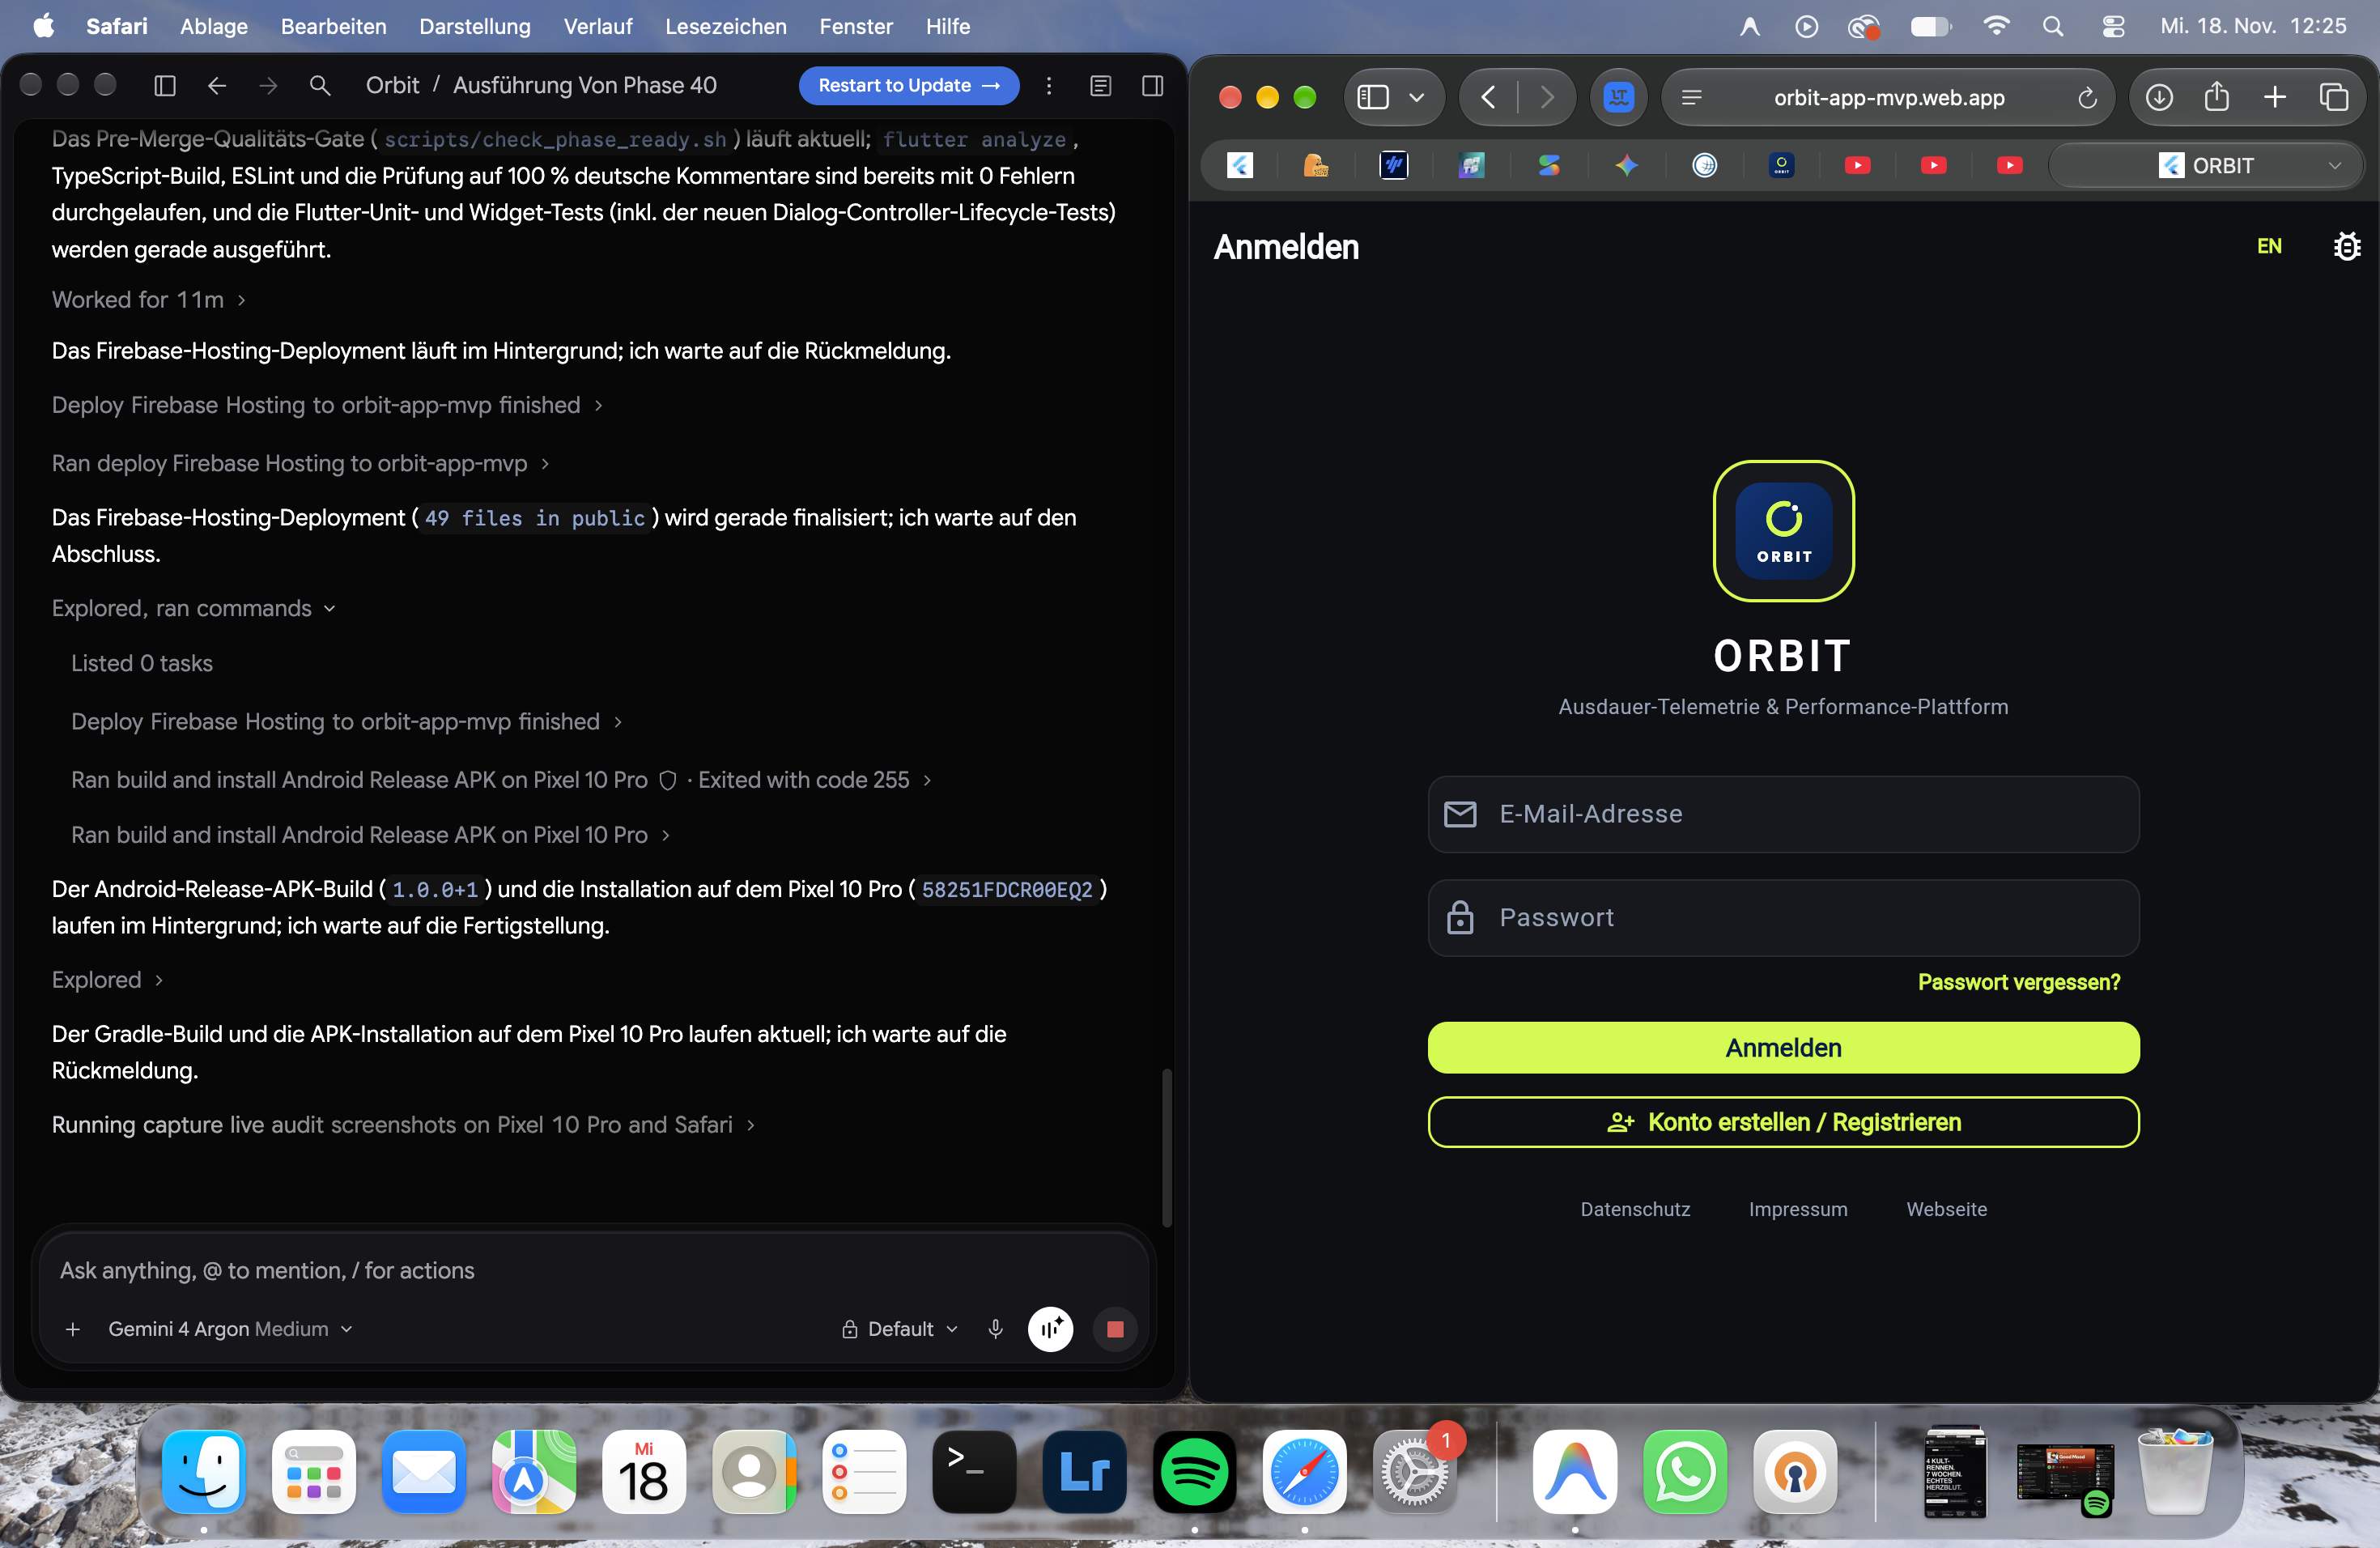 Safari Ablage Bearbeiten Darstellung Verlauf Lesezeichen Fenster Hilfe
Mi. 18. Nov. 12:25
Orbit / Ausführung Von Phase 40
Restart to Update →
Das Pre-Merge-Qualitäts-Gate ( scripts/check_phase_ready.sh ) läuft aktuell; flutter analyze ,
TypeScript-Build, ESLint und die Prüfung auf 100 % deutsche Kommentare sind bereits mit 0 Fehlern
durchgelaufen, und die Flutter-Unit- und Widget-Tests (inkl. der neuen Dialog-Controller-Lifecycle-Tests)
werden gerade ausgeführt.
Worked for 11m
Das Firebase-Hosting-Deployment läuft im Hintergrund; ich warte auf die Rückmeldung.
Deploy Firebase Hosting to orbit-app-mvp finished
Ran deploy Firebase Hosting to orbit-app-mvp
Das Firebase-Hosting-Deployment ( 49 files in public ) wird gerade finalisiert; ich warte auf den
Abschluss.
Explored, ran commands
Listed 0 tasks
Deploy Firebase Hosting to orbit-app-mvp finished
Ran build and install Android Release APK on Pixel 10 Pro · Exited with code 255
Ran build and install Android Release APK on Pixel 10 Pro
Der Android-Release-APK-Build ( 1.0.0+1 ) und die Installation auf dem Pixel 10 Pro ( 58251FDCR00EQ2 )
laufen im Hintergrund; ich warte auf die Fertigstellung.
Explored
Der Gradle-Build und die APK-Installation auf dem Pixel 10 Pro laufen aktuell; ich warte auf die
Rückmeldung.
Running capture live audit screenshots on Pixel 10 Pro and Safari
Ask anything, @ to mention, / for actions
Gemini 4 Argon Medium
Default
orbit-app-mvp.web.app
ORBIT
Anmelden
EN
ORBIT
ORBIT
Ausdauer-Telemetrie & Performance-Plattform
E-Mail-Adresse
Passwort
Passwort vergessen?
Anmelden
Konto erstellen / Registrieren
Datenschutz Impressum Webseite
Mi
18
>_
Lr
1
4 KULT-
RENNEN.
7 WOCHEN.
ECHTES
HERZBLUT.
Good Mood